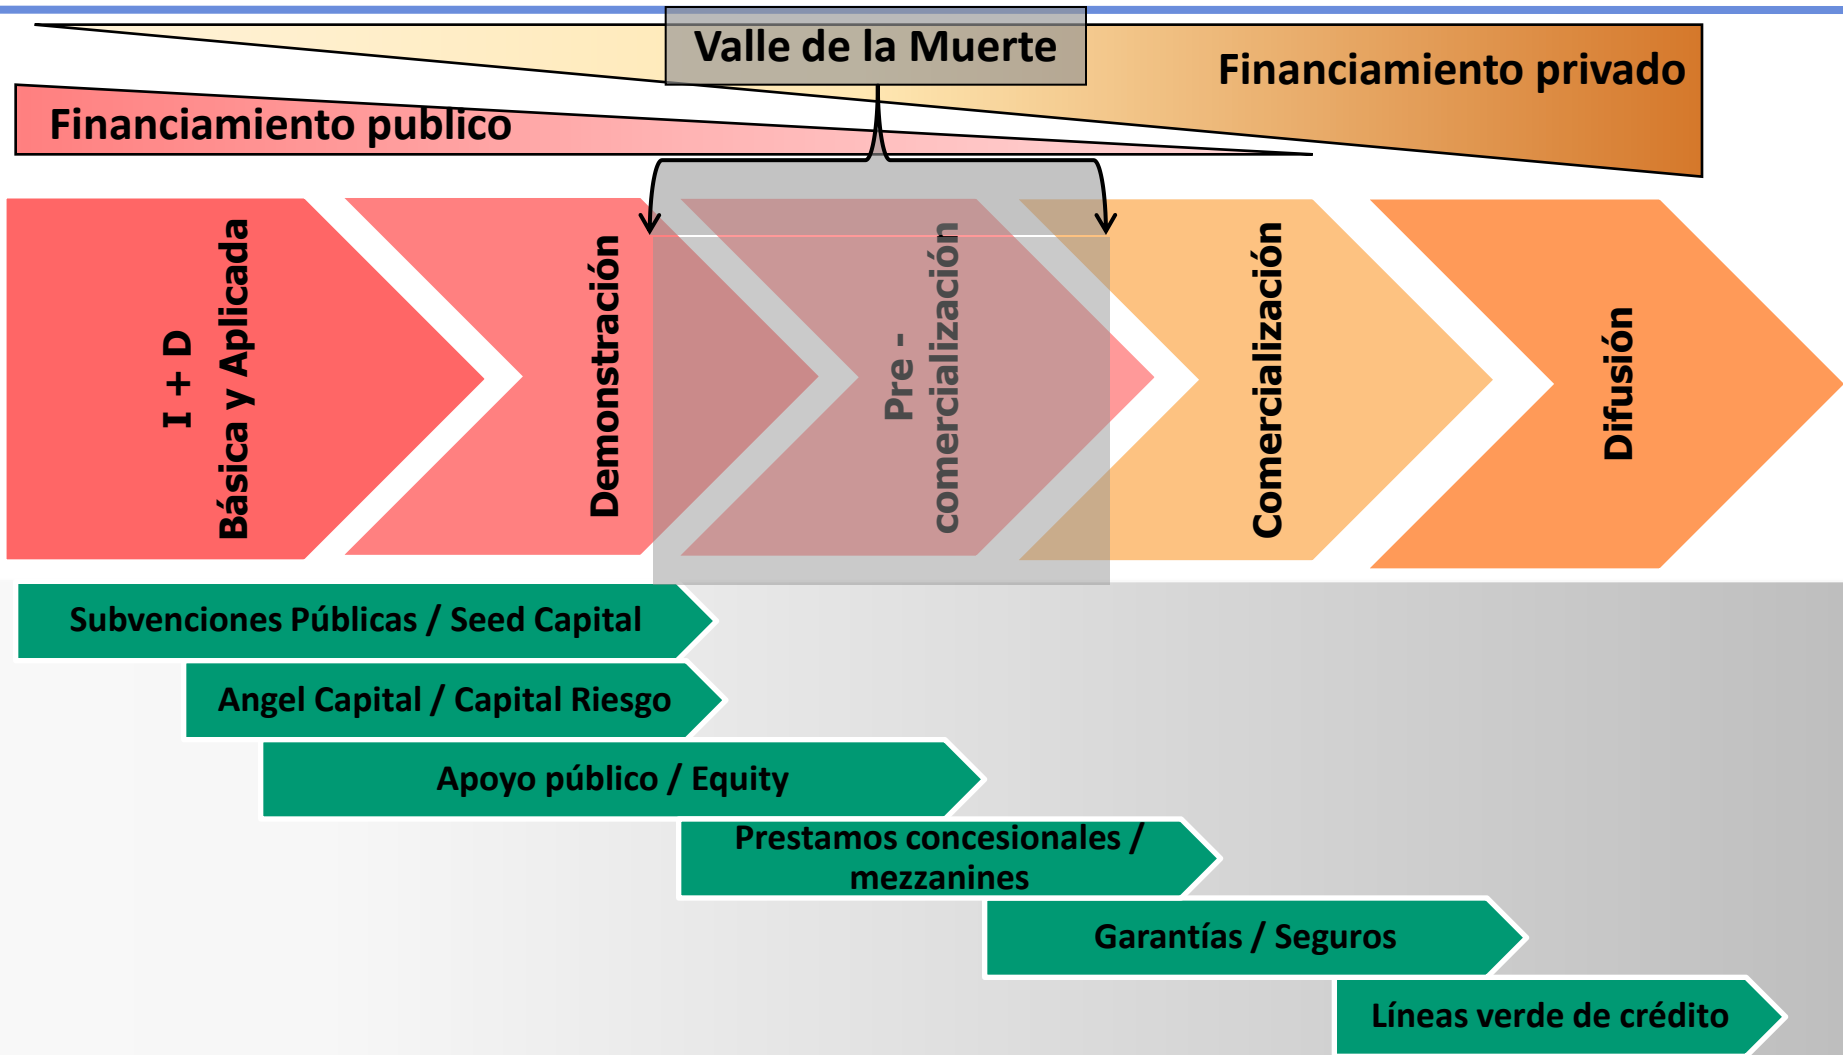 Valle de la Muerte
Financiamiento privado
Financiamiento publico
I + D
Básica y Aplicada
Demonstración
Pre -
comercialización
Comercialización
Difusión
Subvenciones Públicas / Seed Capital
Angel Capital / Capital Riesgo
Apoyo público / Equity
Prestamos concesionales /
mezzanines
Garantías / Seguros
Líneas verde de crédito